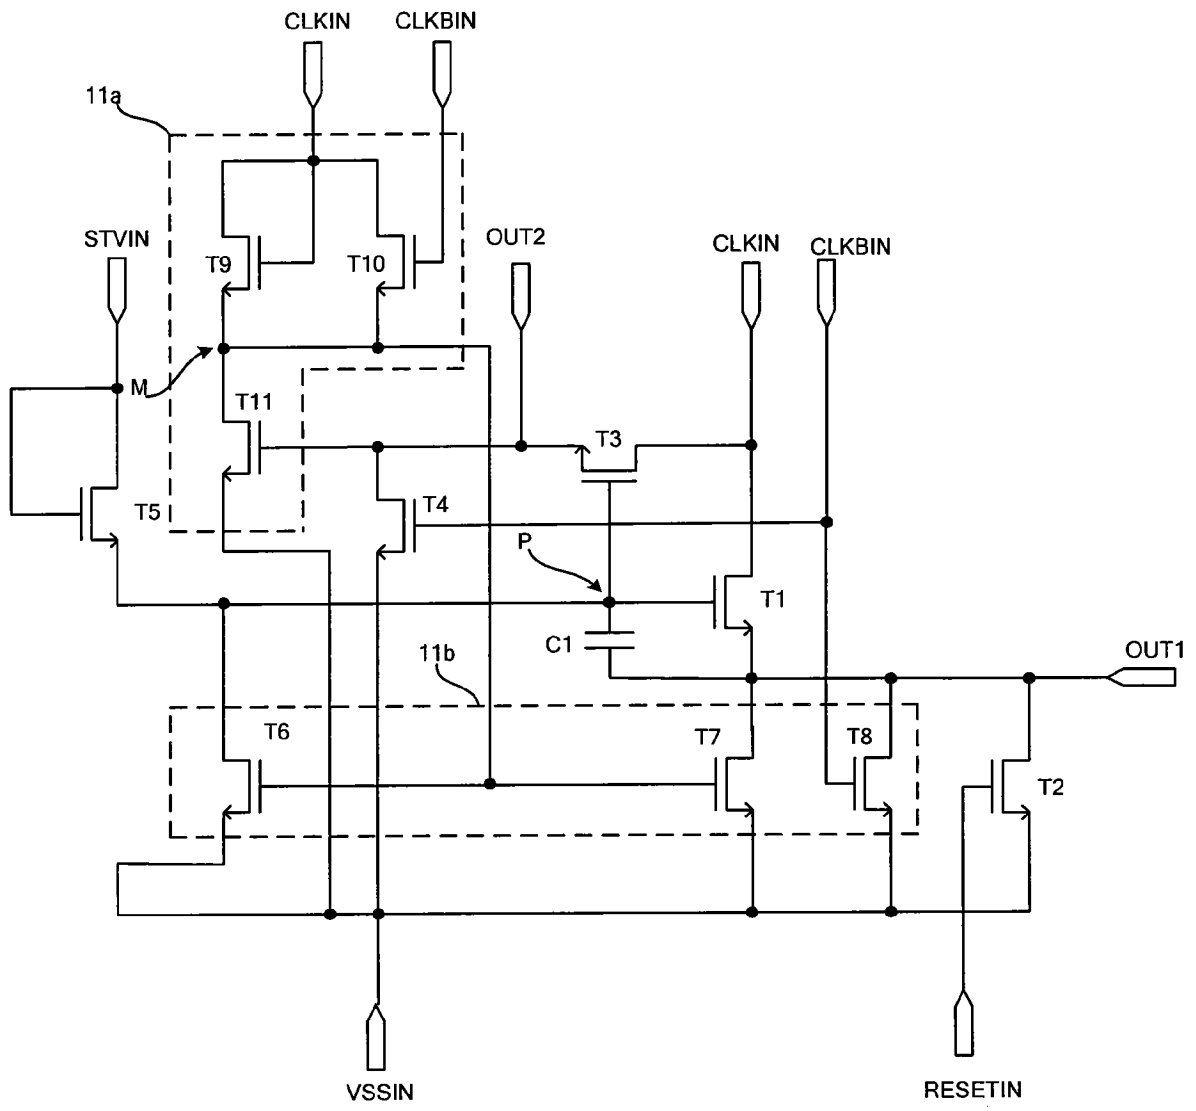 CLKIN CLKBIN
11a
STVIN
T9
T10
OUT2
CLKIN
CLKBIN
M
T11
T3
T5
T4
P
T1
C1
11b
OUT1
T6
T7
T8
T2
VSSIN
RESETIN